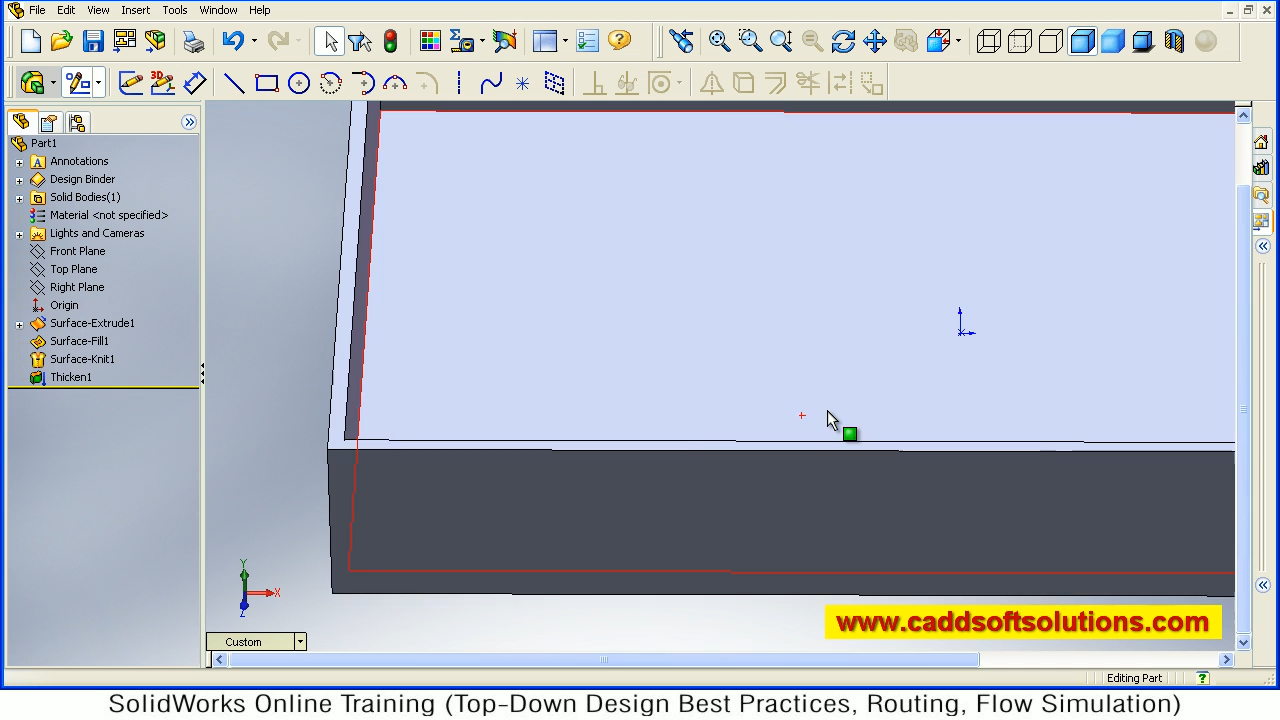 File Edit View Insert Tools Window Help
3D
Part1
A Annotations
Design Binder
Solid Bodies(1)
Material <not specified>
Lights and Cameras
Front Plane
Top Plane
Right Plane
Origin
Surface-Extrude1
Surface-Fill1
Surface-Knit1
Thicken1
Y
X
Z
Custom
www.caddsoftsolutions.com
Editing Part
SolidWorks Online Training (Top-Down Design Best Practices, Routing, Flow Simulation)